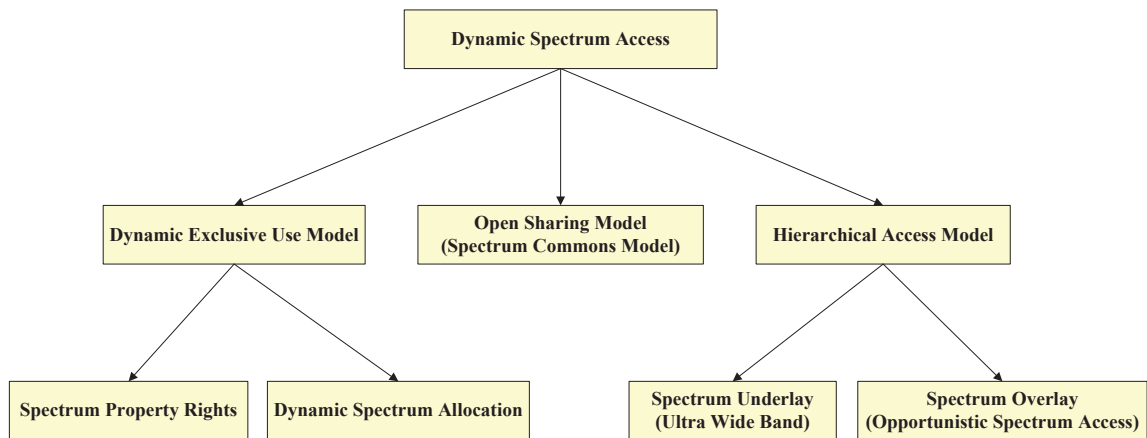 Dynamic Spectrum Access
Dynamic Exclusive Use Model
Open Sharing Model
(Spectrum Commons Model)
Hierarchical Access Model
Spectrum Property Rights
Dynamic Spectrum Allocation
Spectrum Underlay
(Ultra Wide Band)
Spectrum Overlay
(Opportunistic Spectrum Access)